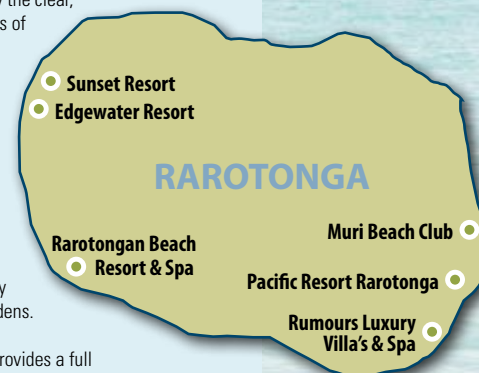 the clear,
s of
Sunset Resort
Edgewater Resort
RAROTONGA
Muri Beach Club
Rarotongan Beach
Resort & Spa
Pacific Resort Rarotonga
Rumours Luxury
Villa's & Spa
dens.
rovides a full